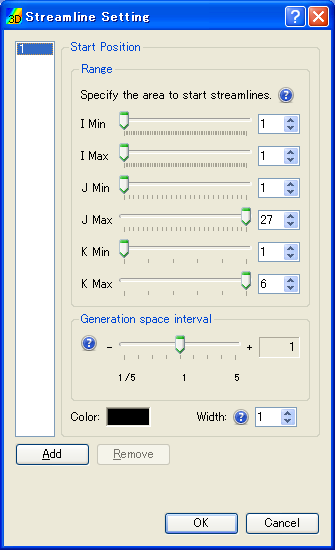 3D Streamline Setting
1
Start Position
Range
Specify the area to start streamlines. ?
I Min 1
I Max 1
J Min 1
J Max 27
K Min 1
K Max 6
Generation space interval
? - + 1
1/5 1 5
Color: Width: ? 1
Add Remove
OK Cancel